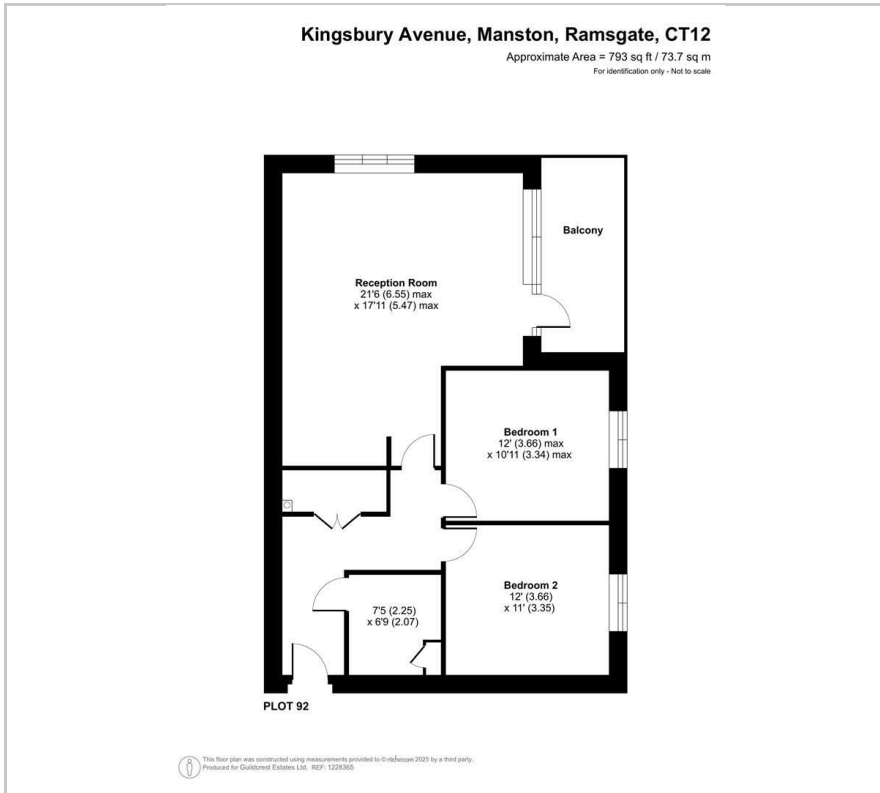 Kingsbury Avenue, Manston, Ramsgate, CT12
Approximate Area = 793 sq ft / 73.7 sq m
For identification only - Not to scale
Balcony
Reception Room
21'6 (6.55) max
x 17'11 (5.47) max
Bedroom 1
12' (3.66) max
x 10'11 (3.34) max
Bedroom 2
12' (3.66)
x 11' (3.35)
7'5 (2.25)
x 6'9 (2.07)
PLOT 92
This floor plan was constructed using measurements provided to © nichecom 2025 by a third party.
Produced for Guildcrest Estates Ltd. REF: 1228365